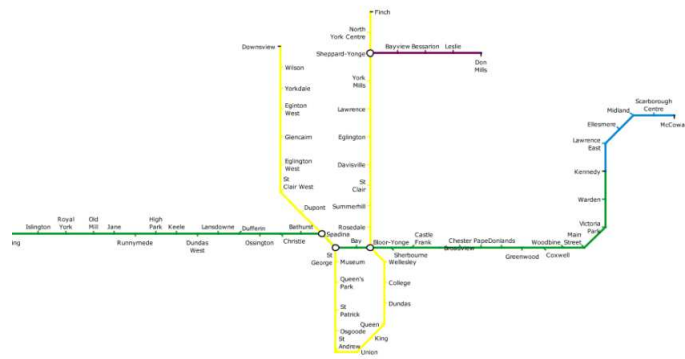 Finch
North
York Centre
Downsview
Sheppard-Yonge
Bayview Bessarion Leslie
Don
Mills
Wilson
Yorkdale
Eginton
West
Glencairn
Eglington
West
St
Clair West
Dupont
York
Mills
Lawrence
Eglington
Davisville
St
Clair
Summerhill
Rosedale
Scarborough
Centre
Midland
McCowa
Ellesmere
Lawrence
East
Kennedy
Warden
Victoria
Park
Main
Street
ing
Islington
Royal
York
Old
Mill
Jane
Runnymede
High
Park
Keele
Dundas
West
Lansdowne
Dufferin
Ossington
Christie
Bathurst
Spadina
St
George
Bay
Bloor-Yonge
Sherbourne
Castle
Frank
Broadview
Chester
Pape
Donlands
Greenwood
Coxwell
Woodbine
Museum
Queen's
Park
St
Patrick
Osgoode
St
Andrew
Union
King
Queen
Dundas
College
Wellesley